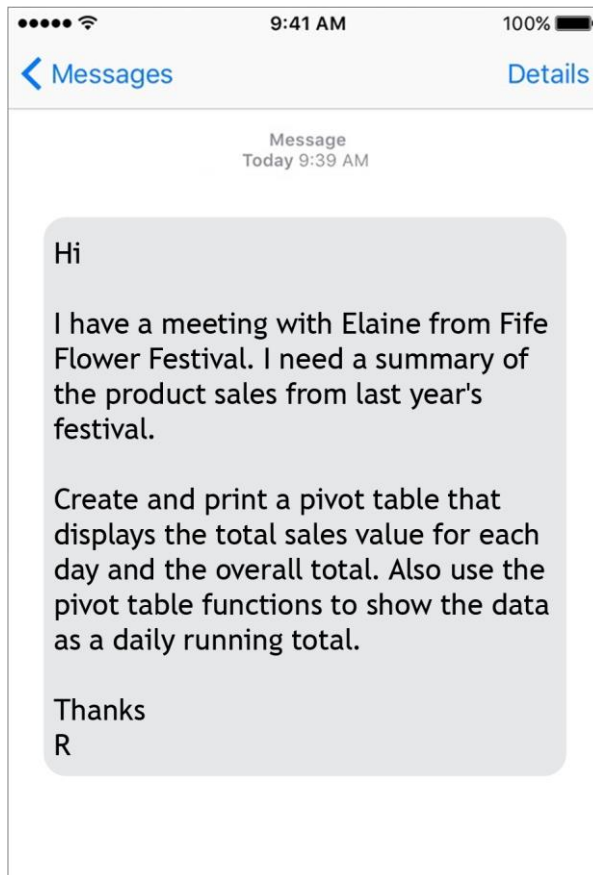 9:41 AM
100%
Messages
Details
Message
Today 9:39 AM
Hi
I have a meeting with Elaine from Fife
Flower Festival. I need a summary of
the product sales from last year's
festival.
Create and print a pivot table that
displays the total sales value for each
day and the overall total. Also use the
pivot table functions to show the data
as a daily running total.
Thanks
R